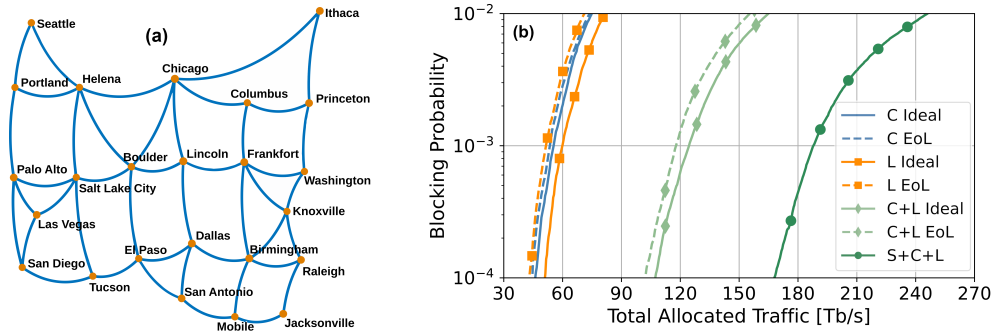 (a)
Seattle
Ithaca
Portland
Helena
Chicago
Columbus
Princeton
Palo Alto
Salt Lake City
Boulder
Lincoln
Frankfort
Washington
Las Vegas
Knoxville
San Diego
Tucson
El Paso
Dallas
Birmingham
Raleigh
San Antonio
Mobile
Jacksonville
(b)
Blocking Probability
10⁻²
10⁻³
10⁻⁴
C Ideal
C EoL
L Ideal
L EoL
C+L Ideal
C+L EoL
S+C+L
30 60 90 120 150 180 210 240 270
Total Allocated Traffic [Tb/s]